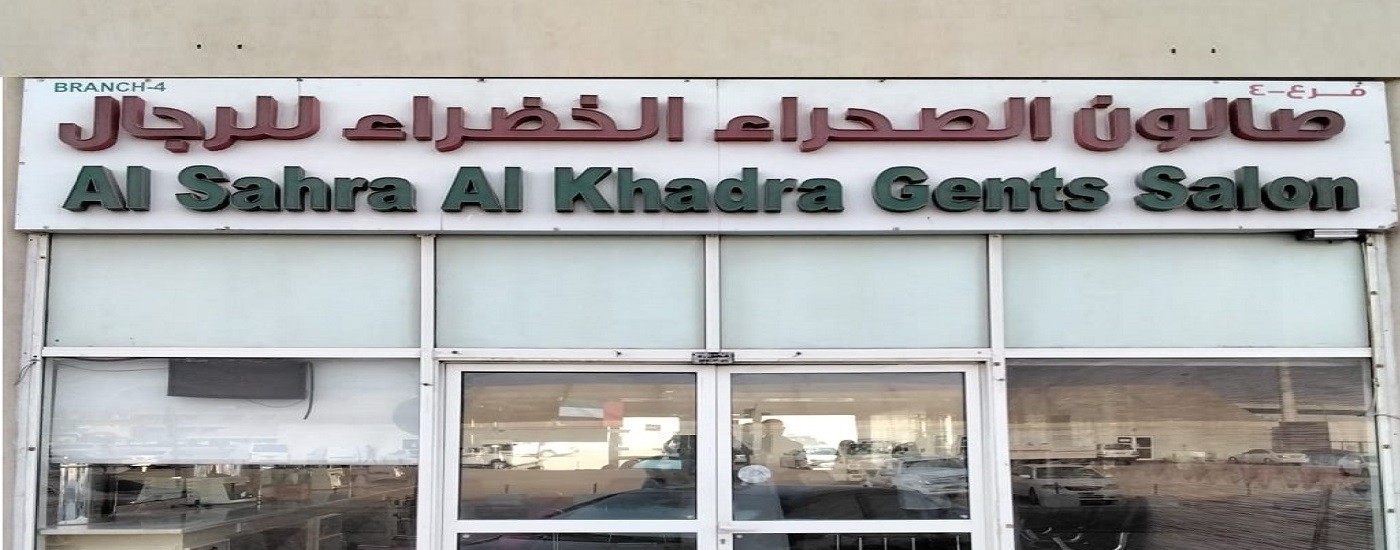 BRANCH-4
فرع-٤
صالون الصحراء الخضراء للرجال
Al Sahra Al Khadra Gents Salon